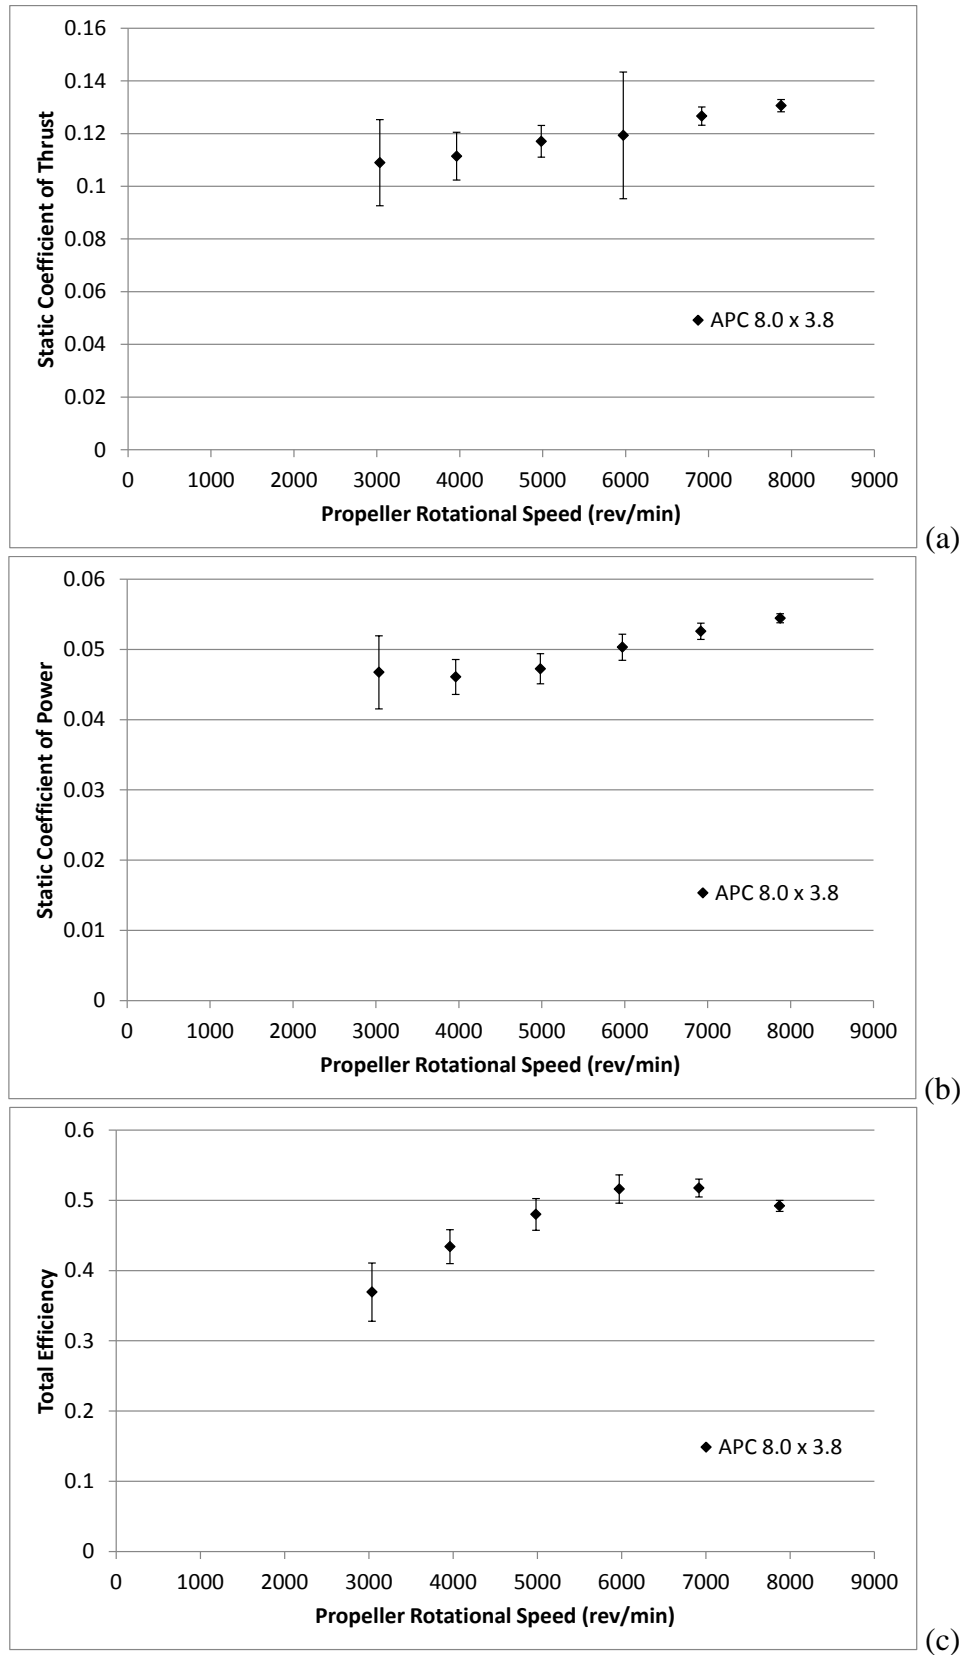 0.16
0.14
0.12
0.1
0.08
0.06
0.04
0.02
0
Static Coefficient of Thrust
APC 8.0 x 3.8
0 1000 2000 3000 4000 5000 6000 7000 8000 9000
Propeller Rotational Speed (rev/min)
(a)
0.06
0.05
0.04
0.03
0.02
0.01
0
Static Coefficient of Power
APC 8.0 x 3.8
0 1000 2000 3000 4000 5000 6000 7000 8000 9000
Propeller Rotational Speed (rev/min)
(b)
0.6
0.5
0.4
0.3
0.2
0.1
0
Total Efficiency
APC 8.0 x 3.8
0 1000 2000 3000 4000 5000 6000 7000 8000 9000
Propeller Rotational Speed (rev/min)
(c)